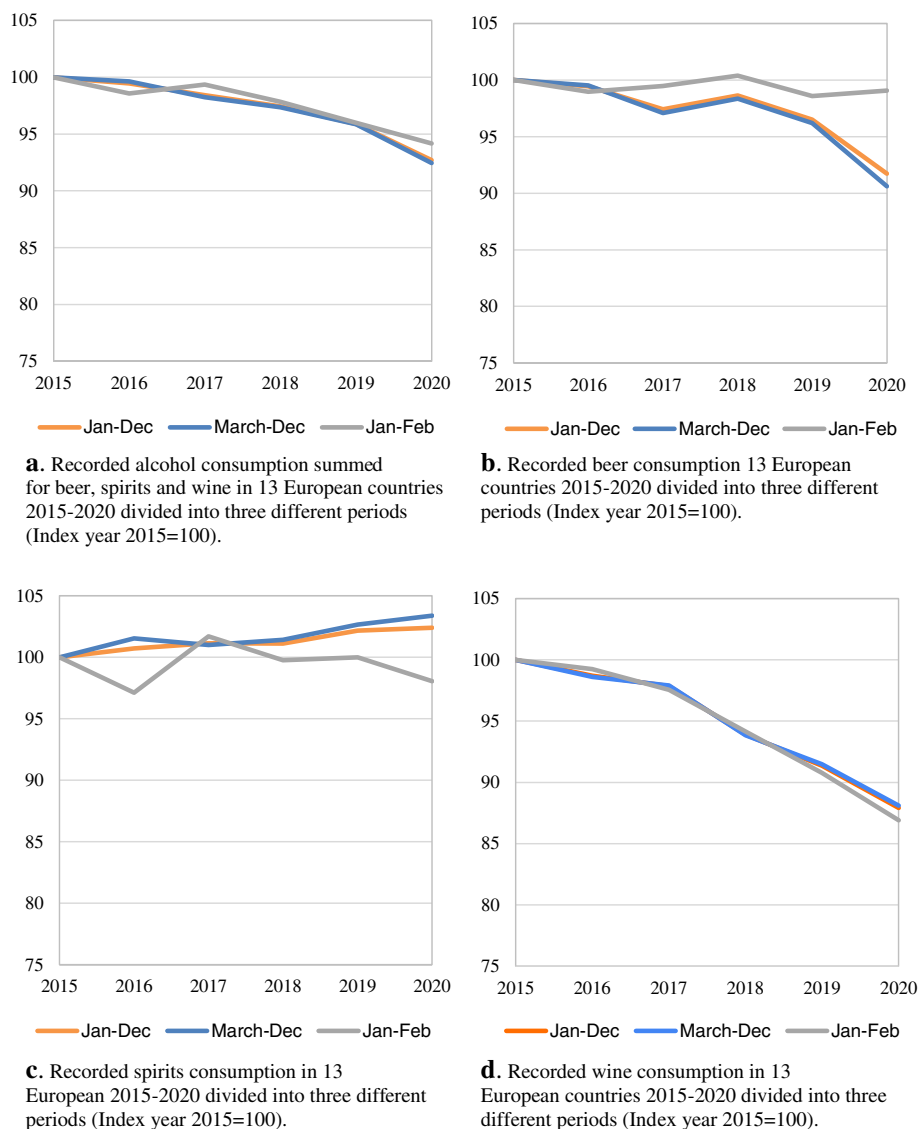 105
100
95
90
85
80
75
2015 2016 2017 2018 2019 2020
Jan-Dec March-Dec Jan-Feb
a. Recorded alcohol consumption summed
for beer, spirits and wine in 13 European countries
2015-2020 divided into three different periods
(Index year 2015=100).
105
100
95
90
85
80
75
2015 2016 2017 2018 2019 2020
Jan-Dec March-Dec Jan-Feb
b. Recorded beer consumption 13 European
countries 2015-2020 divided into three different
periods (Index year 2015=100).
105
100
95
90
85
80
75
2015 2016 2017 2018 2019 2020
Jan-Dec March-Dec Jan-Feb
c. Recorded spirits consumption in 13
European 2015-2020 divided into three different
periods (Index year 2015=100).
105
100
95
90
85
80
75
2015 2016 2017 2018 2019 2020
Jan-Dec March-Dec Jan-Feb
d. Recorded wine consumption in 13
European countries 2015-2020 divided into three
different periods (Index year 2015=100).